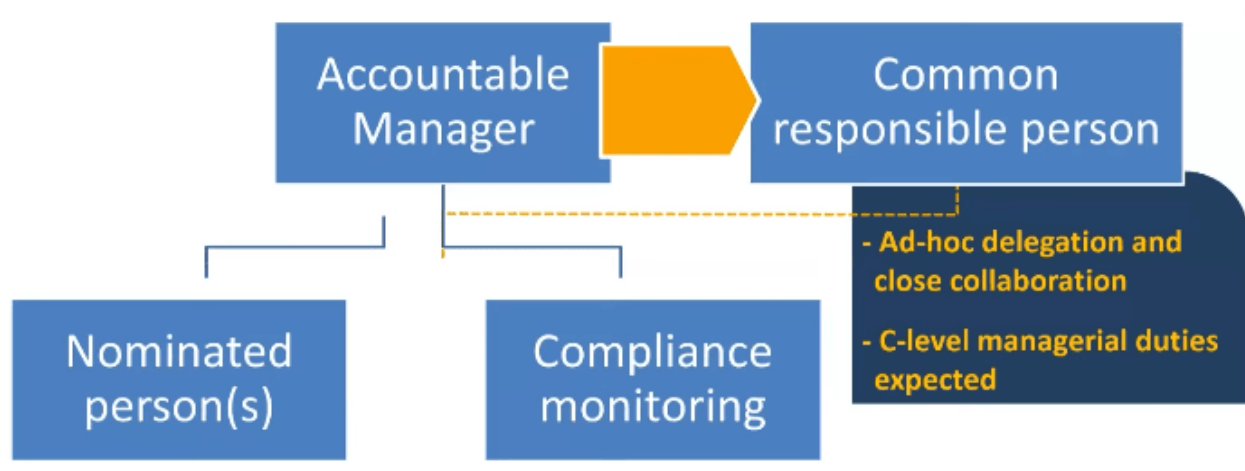 Accountable
Manager
Common
responsible person
- Ad-hoc delegation and
close collaboration
- C-level managerial duties
expected
Nominated
person(s)
Compliance
monitoring